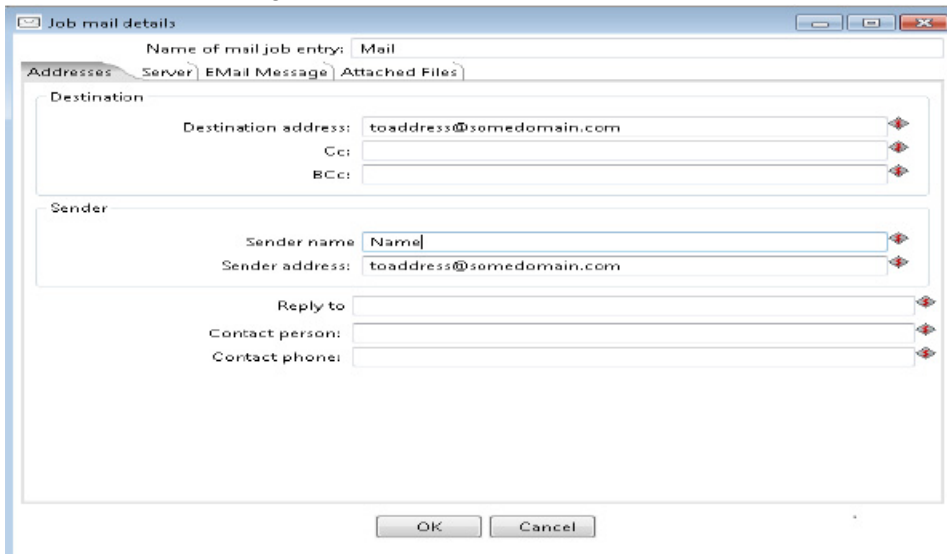 Job mail details
Name of mail job entry: Mail
Addresses Server EMail Message Attached Files
Destination
Destination address: toaddress@somedomain.com
Cc:
BCc:
Sender
Sender name Name
Sender address: toaddress@somedomain.com
Reply to
Contact person:
Contact phone:
OK Cancel